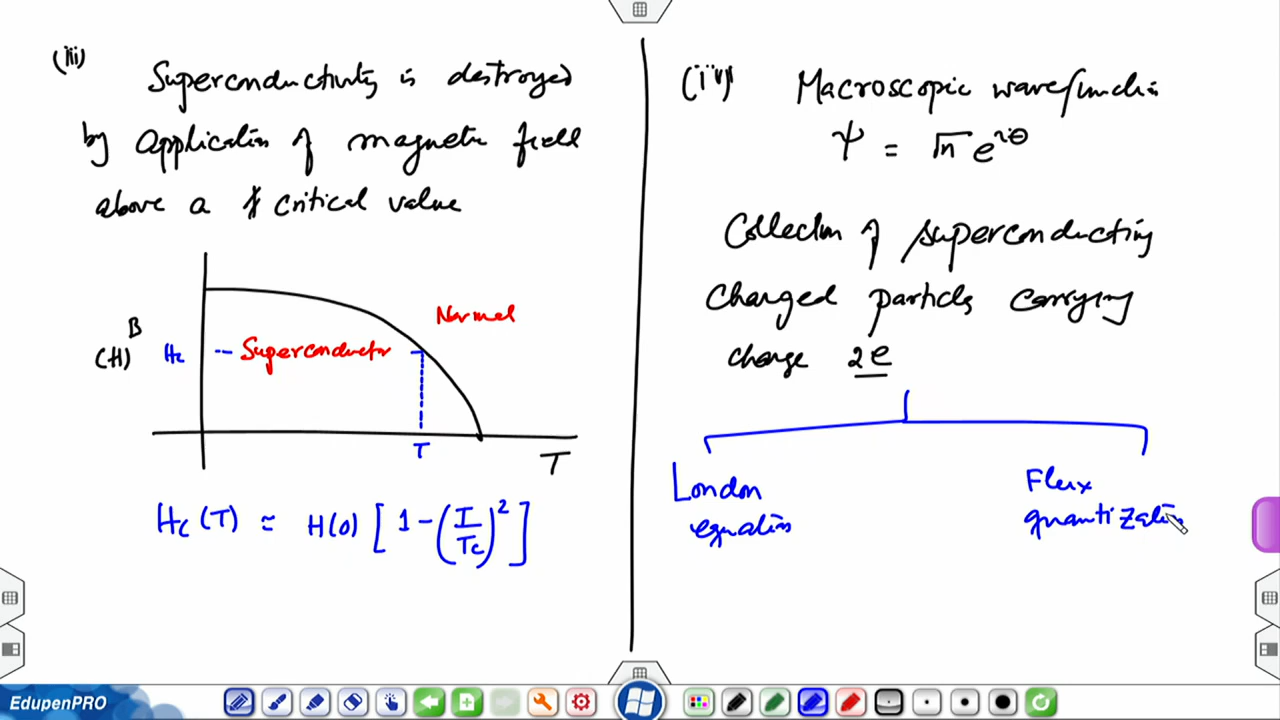 (iii)
Superconductivity is destroyed
by application of magnetic field
above a critical value
B
(H)
Hc
Superconductor
Normal
T
T
Hc (T) ≃ H(0) [ 1 - (T/Tc)^2 ]
(iv) Macroscopic wavefunction
Ψ = √n e^{iθ}
Collection of superconducting
charged particles carrying
charge 2e
London
equation
Flux
quantization
EdupenPRO